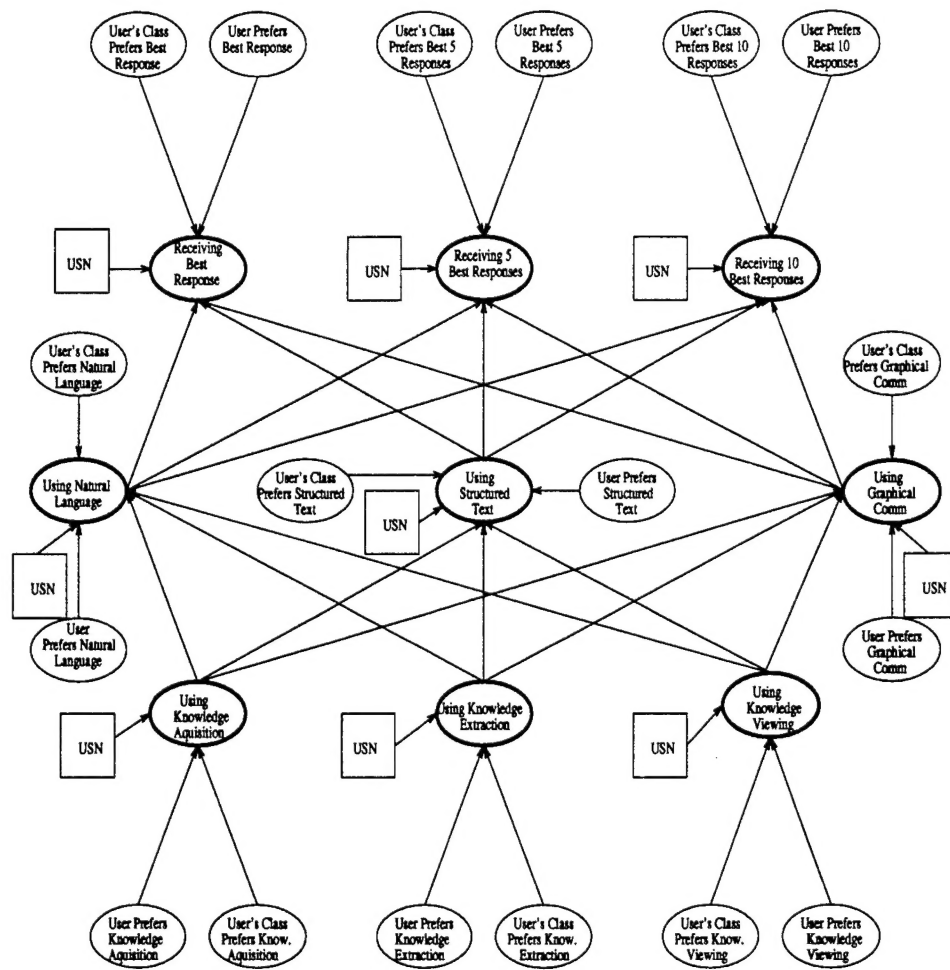 User's Class
Prefers Best
Response
User Prefers
Best Response
User's Class
Prefers Best 5
Responses
User Prefers
Best 5
Responses
User's Class
Prefers Best 10
Responses
User Prefers
Best 10
Responses
USN
Receiving
Best
Response
USN
Receiving 5
Best Responses
USN
Receiving 10
Best Responses
User's Class
Prefers Natural
Language
User's Class
Prefers Graphical
Comm
Using Natural
Language
User's Class
Prefers Structured
Text
Using
Structured
Text
User Prefers
Structured
Text
Using
Graphical
Comm
USN
USN
USN
User
Prefers Natural
Language
User Prefers
Graphical
Comm
USN
Using
Knowledge
Aquisition
USN
Using Knowledge
Extraction
USN
Using
Knowledge
Viewing
User Prefers
Knowledge
Aquisition
User's Class
Prefers Know.
Aquisition
User Prefers
Knowledge
Extraction
User's Class
Prefers Know.
Extraction
User's Class
Prefers Know.
Viewing
User Prefers
Knowledge
Viewing